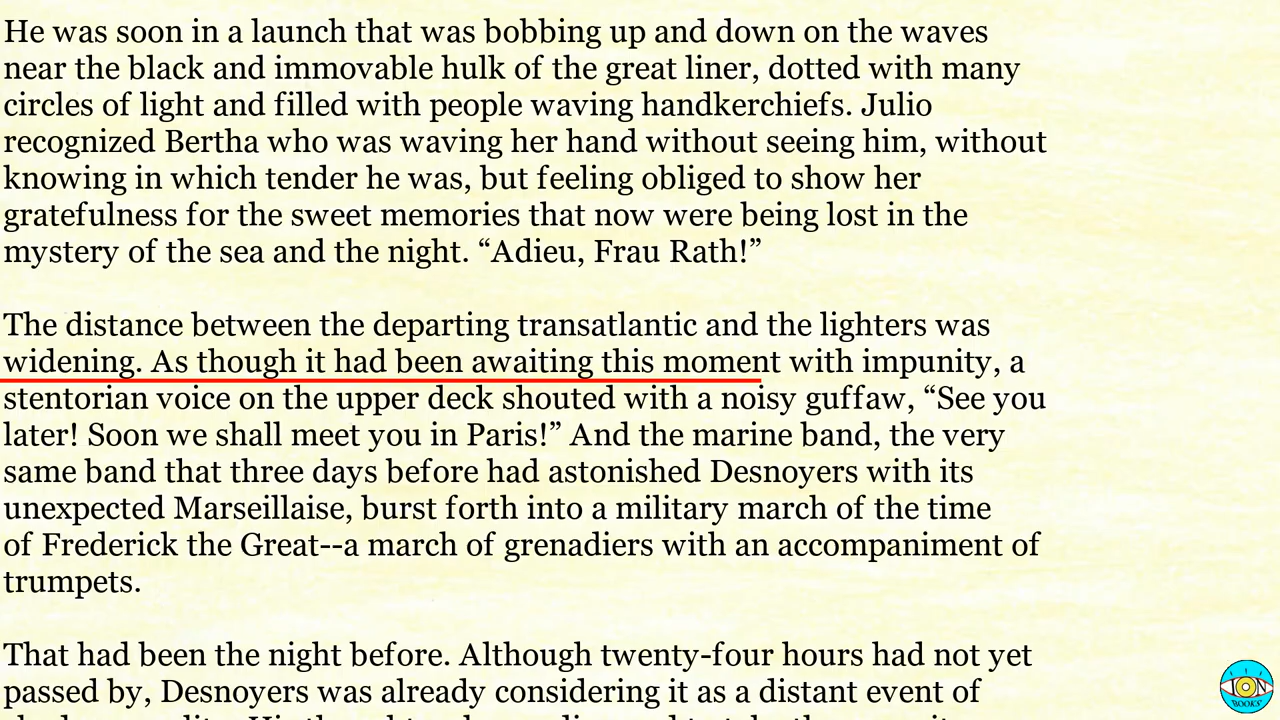 He was soon in a launch that was bobbing up and down on the waves
near the black and immovable hulk of the great liner, dotted with many
circles of light and filled with people waving handkerchiefs. Julio
recognized Bertha who was waving her hand without seeing him, without
knowing in which tender he was, but feeling obliged to show her
gratefulness for the sweet memories that now were being lost in the
mystery of the sea and the night. “Adieu, Frau Rath!”
The distance between the departing transatlantic and the lighters was
widening. As though it had been awaiting this moment with impunity, a
stentorian voice on the upper deck shouted with a noisy guffaw, “See you
later! Soon we shall meet you in Paris!” And the marine band, the very
same band that three days before had astonished Desnoyers with its
unexpected Marseillaise, burst forth into a military march of the time
of Frederick the Great--a march of grenadiers with an accompaniment of
trumpets.
That had been the night before. Although twenty-four hours had not yet
passed by, Desnoyers was already considering it as a distant event of
ION
BOOKS